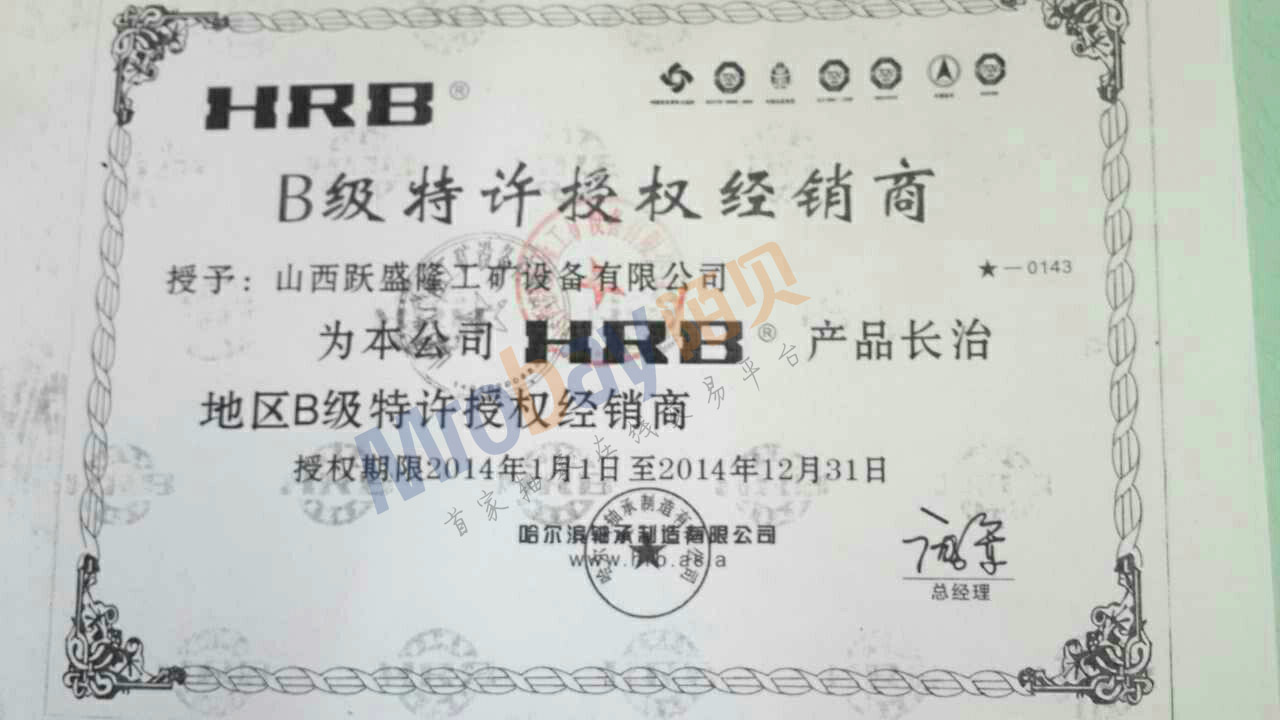 HRB®
B级特许授权经销商
授予：山西跃盛隆工矿设备有限公司
★—0143
为本公司HRB®产品长治
地区B级特许授权经销商
授权期限2014年1月1日至2014年12月31日
哈尔滨轴承制造有限公司
总经理